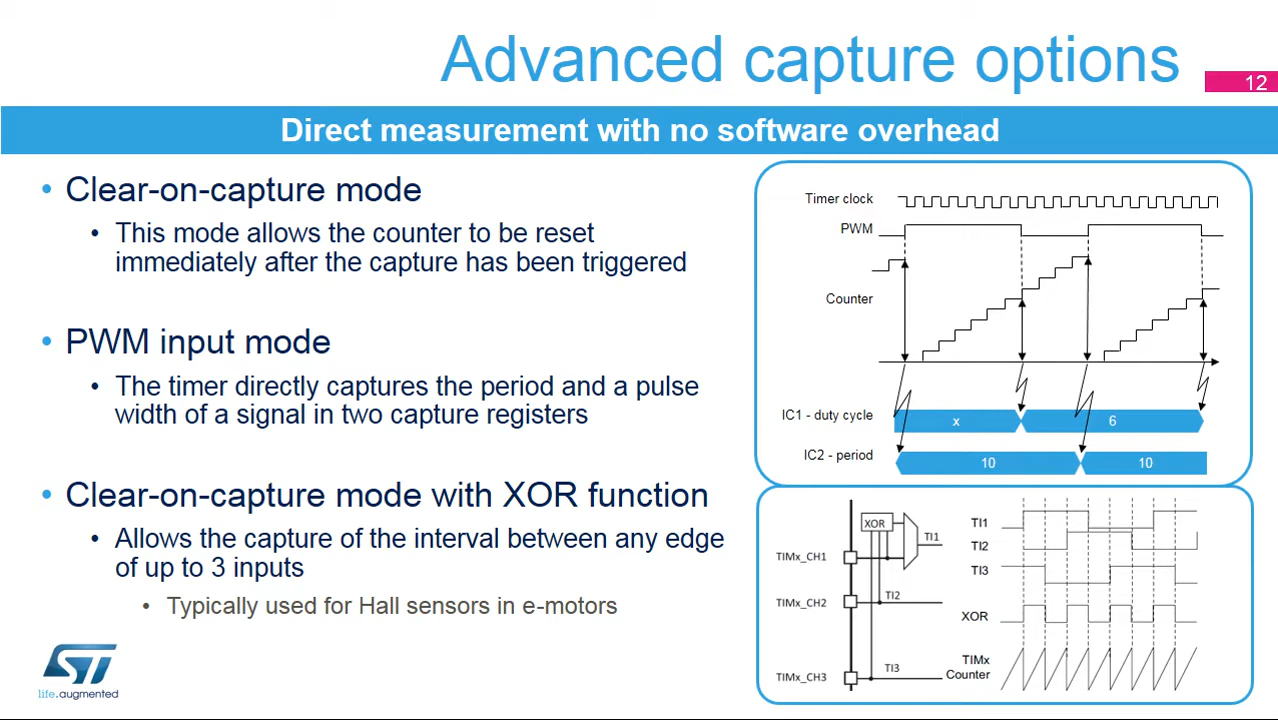 Advanced capture options
12
Direct measurement with no software overhead
• Clear-on-capture mode
• This mode allows the counter to be reset
immediately after the capture has been triggered
• PWM input mode
• The timer directly captures the period and a pulse
width of a signal in two capture registers
• Clear-on-capture mode with XOR function
• Allows the capture of the interval between any edge
of up to 3 inputs
• Typically used for Hall sensors in e-motors
Timer clock
PWM
Counter
IC1 - duty cycle
x
6
IC2 - period
10
10
XOR
TI1
TIMx_CH1
TI2
TIMx_CH2
TI3
TIMx_CH3
TI1
TI2
TI3
XOR
TIMx
Counter
ST
life.augmented